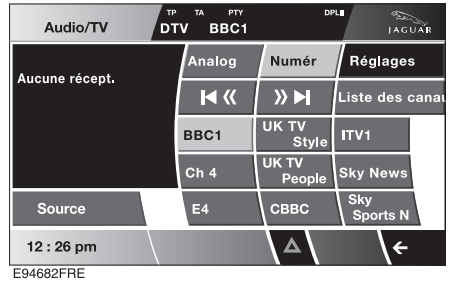 Audio/TV
TP TA PTY DPL II
DTV BBC1
JAGUAR
Aucune récept.
Analog
Numér
Réglages
Liste des canau
BBC1
UK TV
Style
ITV1
Ch 4
UK TV
People
Sky News
Source
E4
CBBC
Sky
Sports N
12 : 26 pm
E94682FRE